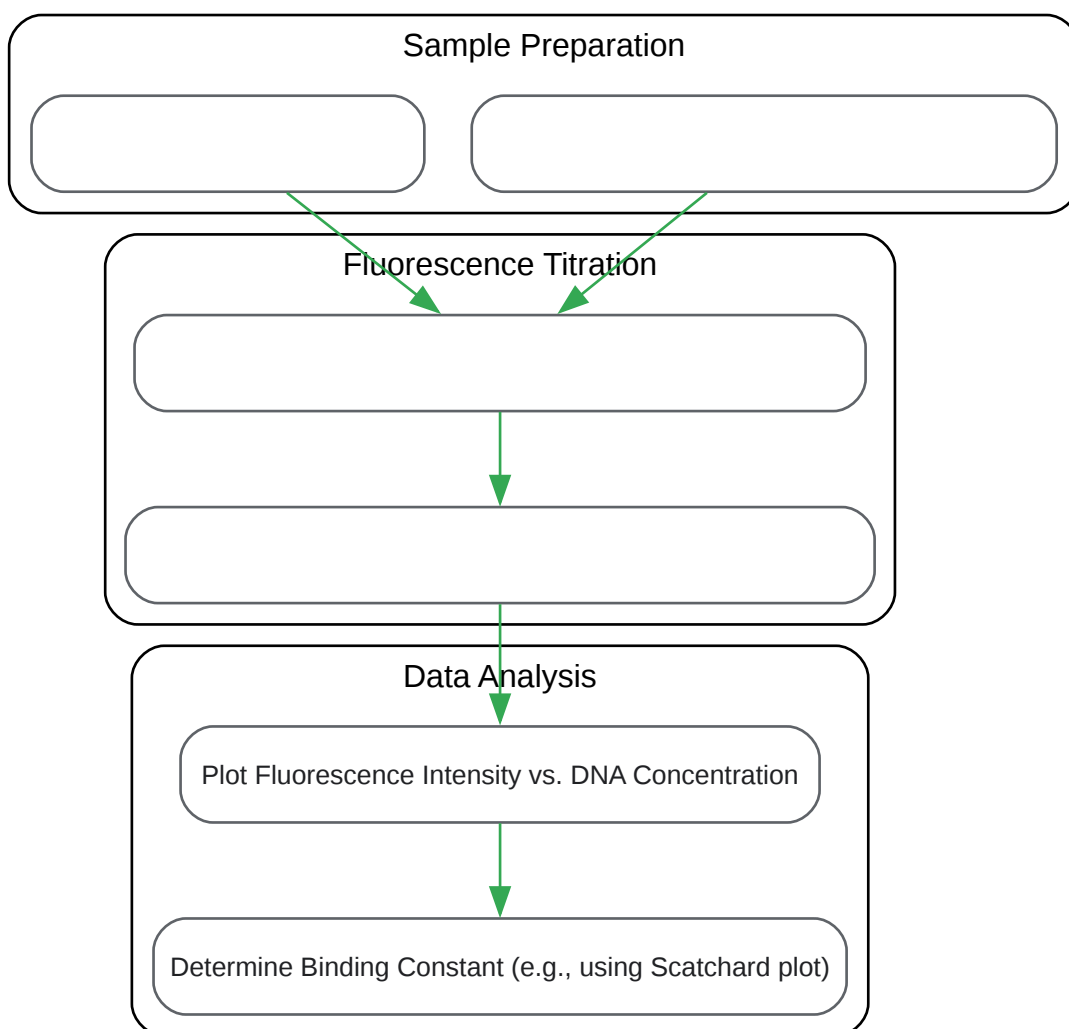 Sample Preparation
Fluorescence Titration
Data Analysis
Plot Fluorescence Intensity vs. DNA Concentration
Determine Binding Constant (e.g., using Scatchard plot)